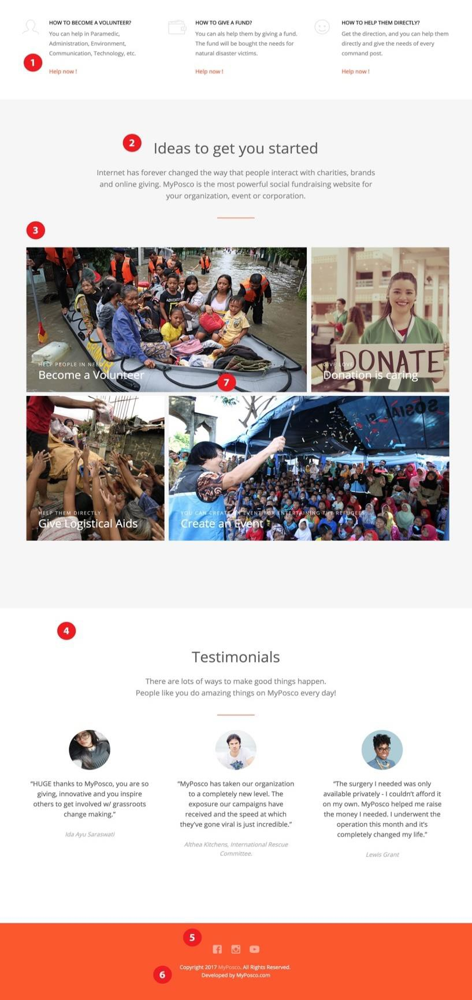 HOW TO BECOME A VOLUNTEER?
You can help in Paramedic,
Administration, Environment,
Communication, Technology, etc.
Help now !
1
HOW TO GIVE A FUND?
You can als help them by giving a fund.
The fund will be bought the needs for
natural disaster victims.
Help now !
HOW TO HELP THEM DIRECTLY?
Get the direction, and you can help them
directly and give the needs of every
command post.
Help now !
2
Ideas to get you started
Internet has forever changed the way that people interact with charities, brands
and online giving. MyPosco is the most powerful social fundraising website for
your organization, event or corporation.
3
ADVENT
HELP PEOPLE IN NEED
Become a Volunteer
DONATE
GIVE LOVE
Donation is caring
7
HELP THEM DIRECTLY
Give Logistical Aids
SOSIAL
YOU CAN CREATE AN EVENT FOR ENTERTAINING THE REFUGEES
Create an Event
4
Testimonials
There are lots of ways to make good things happen.
People like you do amazing things on MyPosco every day!
“HUGE thanks to MyPosco, you are so
giving, innovative and you inspire
others to get involved w/ grassroots
change making.”
Ida Ayu Saraswati
“MyPosco has taken our organization
to a completely new level. The
exposure our campaigns have
received and the speed at which
they've gone viral is just incredible.”
Althea Kitchens, International Rescue
Committee.
“The surgery I needed was only
available privately - I couldn’t afford it
on my own. MyPosco helped me raise
the money I needed. I underwent the
operation this month and it’s
completely changed my life.”
Lewis Grant
5
6
Copyright 2017 MyPosco. All Rights Reserved.
Developed by MyPosco.com